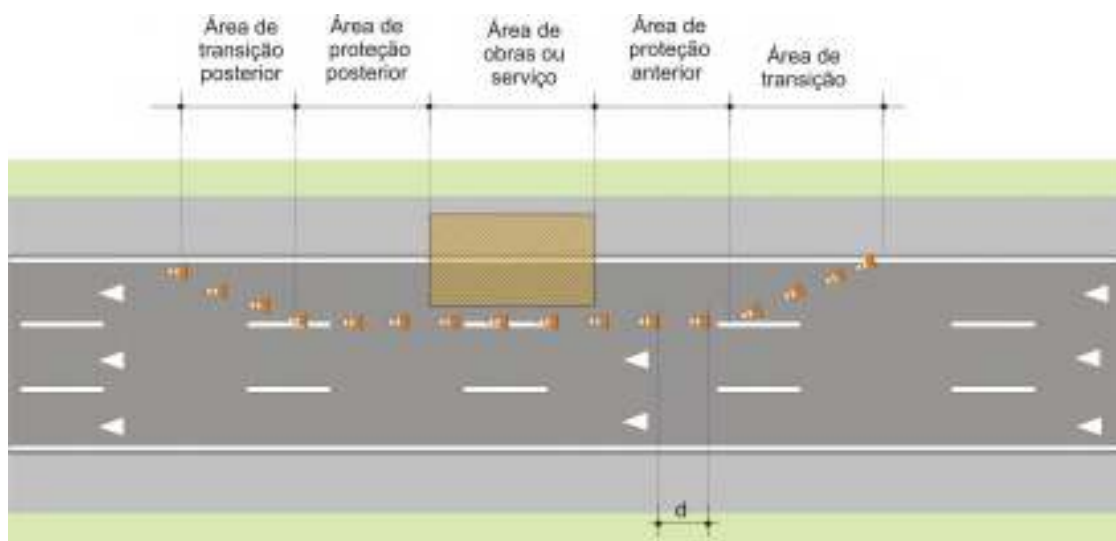 Área de
transição
posterior
Área de
proteção
posterior
Área de
obras ou
serviço
Área de
proteção
anterior
Área de
transição
d